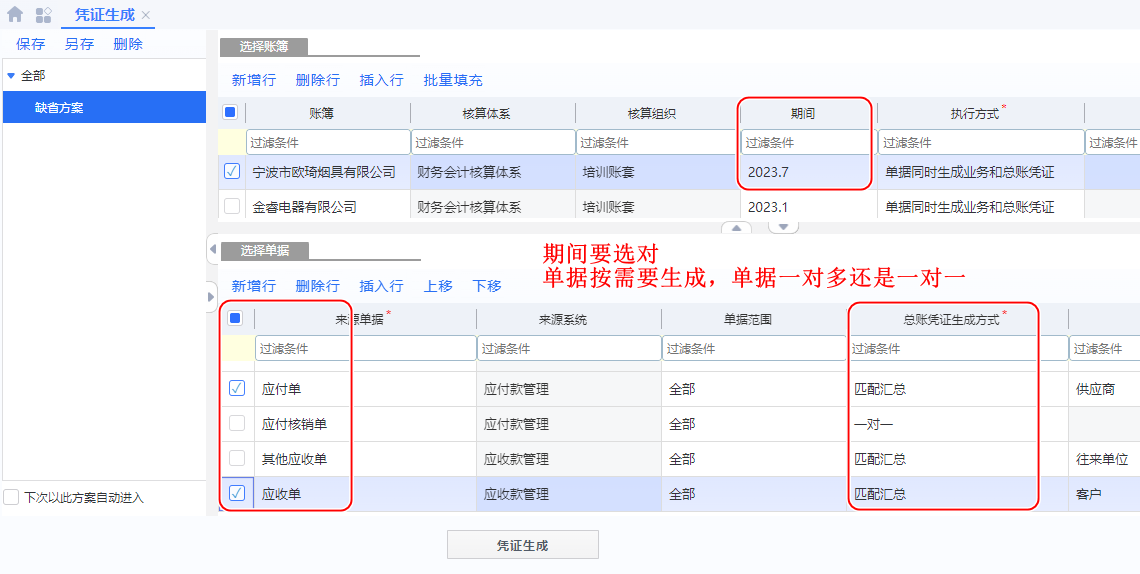 凭证生成
保存 另存 删除
全部
缺省方案
下次以此方案自动进入
选择账簿
新增行 删除行 插入行 批量填充
账簿 核算体系 核算组织 期间 执行方式*
过滤条件 过滤条件 过滤条件 过滤条件 过滤条件 过滤条件
宁波市欧琦烟具有限公司 财务会计核算体系 培训账套 2023.7 单据同时生成业务和总账凭证
金睿电器有限公司 财务会计核算体系 培训账套 2023.1 单据同时生成业务和总账凭证
选择单据
期间要选对
单据按需要生成，单据一对多还是一对一
新增行 删除行 插入行 上移 下移
来源单据* 来源系统 单据范围 总账凭证生成方式*
过滤条件 过滤条件 过滤条件 过滤条件 过滤条件
应付单 应付款管理 全部 匹配汇总 供应商
应付核销单 应付款管理 全部 一对一
其他应收单 应收款管理 全部 匹配汇总 往来单位
应收单 应收款管理 全部 匹配汇总 客户
凭证生成